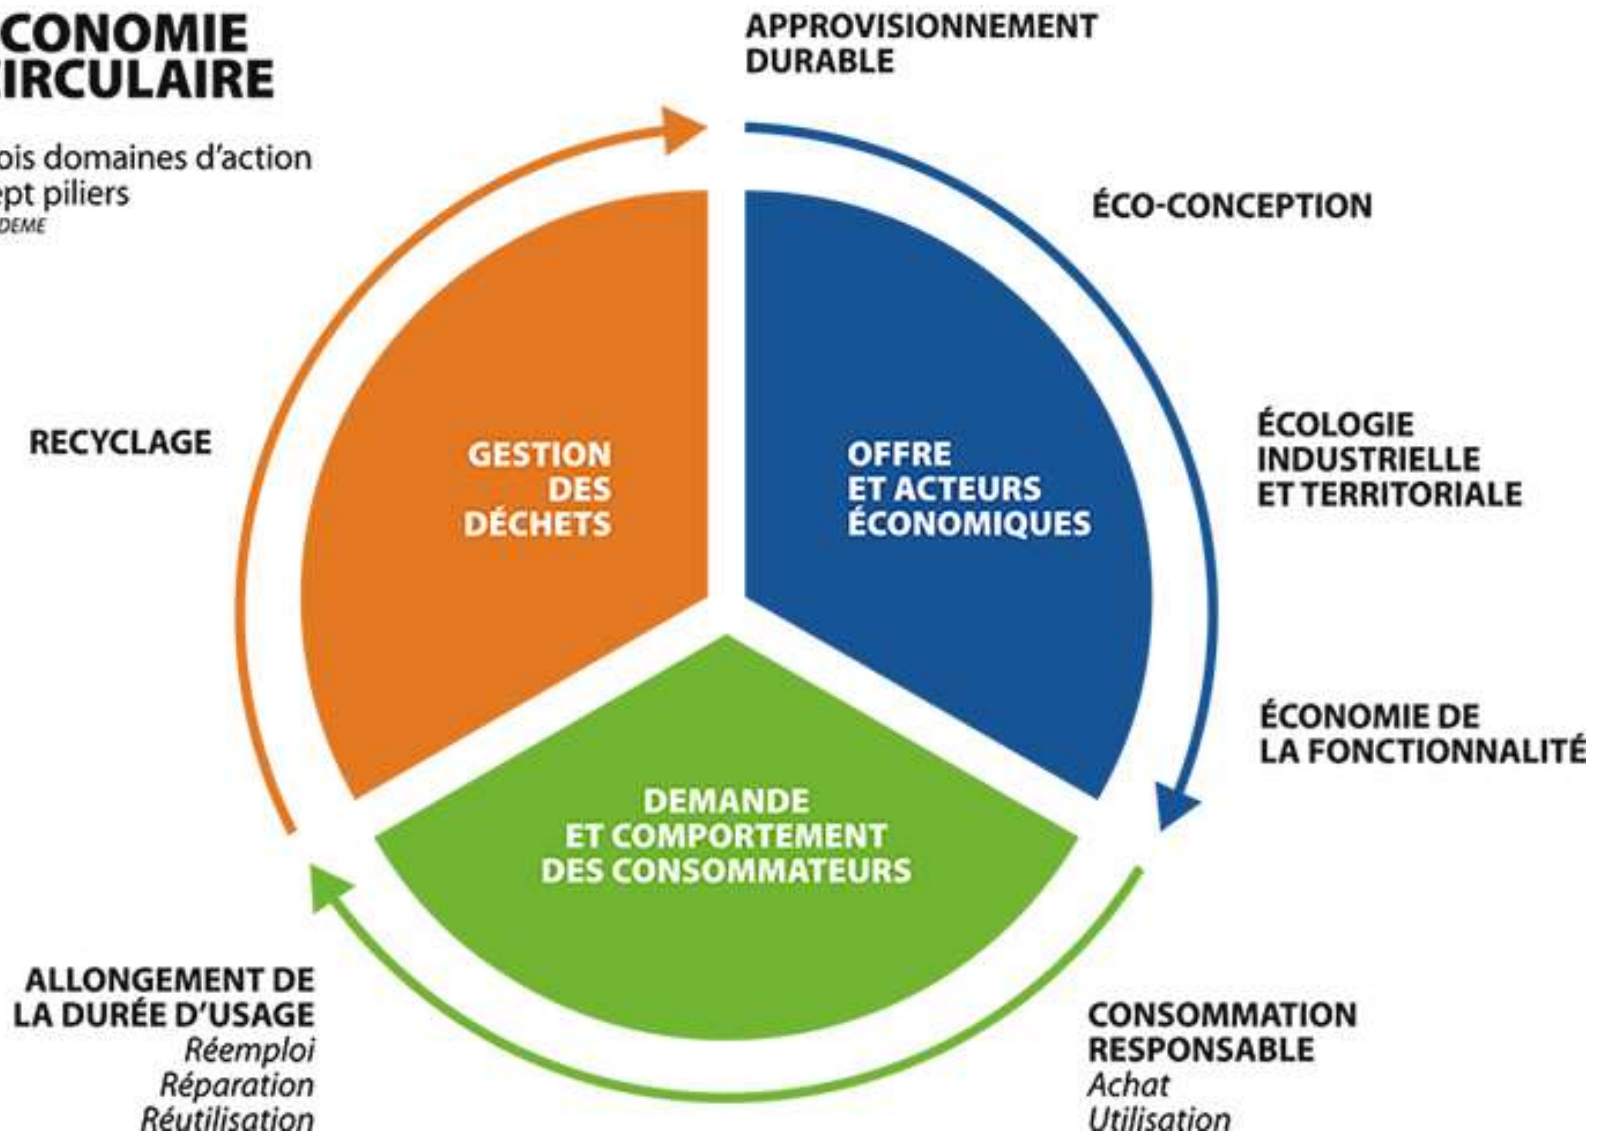 CONOMIE
CIRCULAIRE
ois domaines d'action
ept piliers
DEME
APPROVISIONNEMENT
DURABLE
ÉCO-CONCEPTION
ÉCOLOGIE
INDUSTRIELLE
ET TERRITORIALE
ÉCONOMIE DE
LA FONCTIONNALITÉ
CONSOMMATION
RESPONSABLE
Achat
Utilisation
ALLONGEMENT DE
LA DURÉE D'USAGE
Réemploi
Réparation
Réutilisation
RECYCLAGE
GESTION
DES
DÉCHETS
OFFRE
ET ACTEURS
ÉCONOMIQUES
DEMANDE
ET COMPORTEMENT
DES CONSOMMATEURS